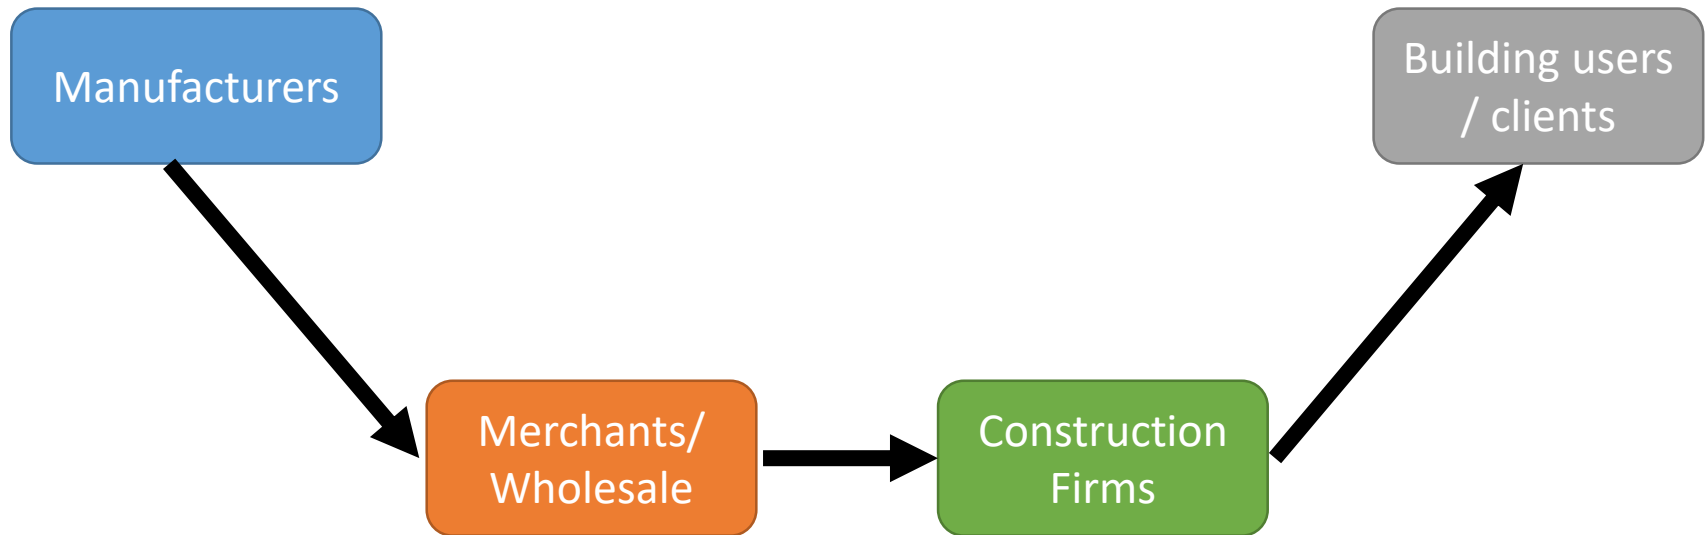 Manufacturers
Building users
/ clients
Merchants/
Wholesale
Construction
Firms